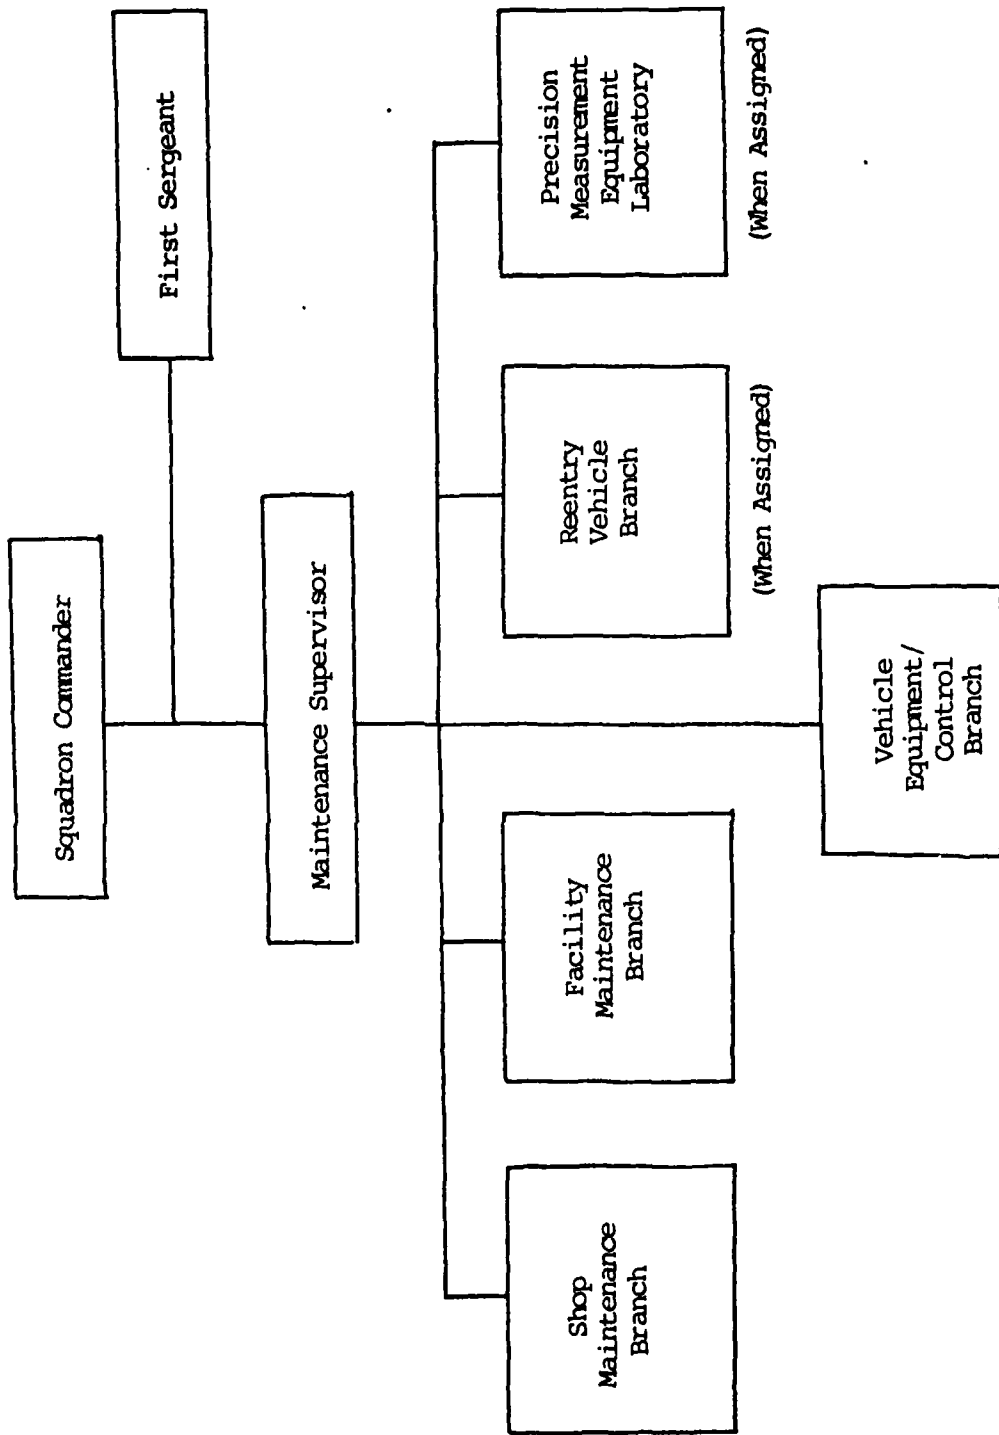 Squadron Commander
First Sergeant
Maintenance Supervisor
Shop
Maintenance
Branch
Facility
Maintenance
Branch
Reentry
Vehicle
Branch
(When Assigned)
Precision
Measurement
Equipment
Laboratory
(When Assigned)
Vehicle
Equipment/
Control
Branch